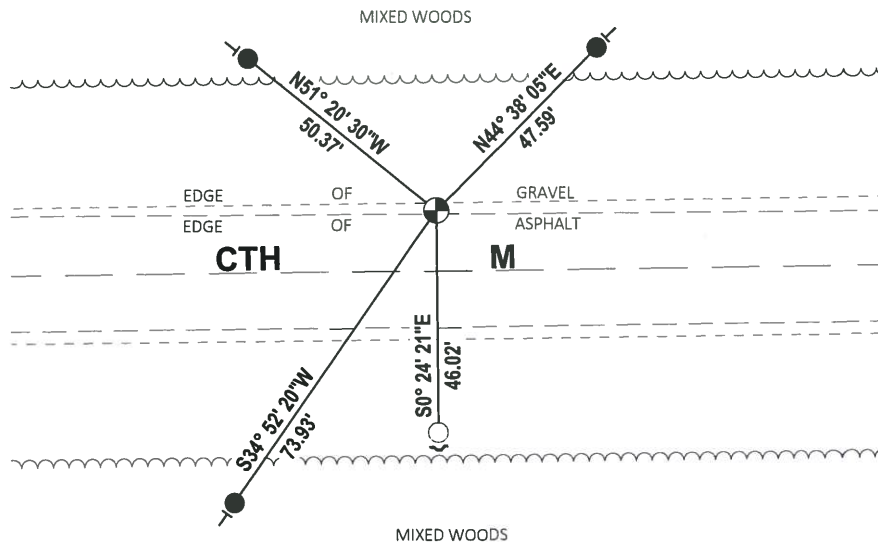 MIXED WOODS
N51° 20' 30"W
50.37'
N44° 38' 05"E
47.59'
EDGE OF GRAVEL
EDGE OF ASPHALT
CTH M
S0° 24' 21"E
46.02'
S34° 52' 20"W
73.93'
MIXED WOODS